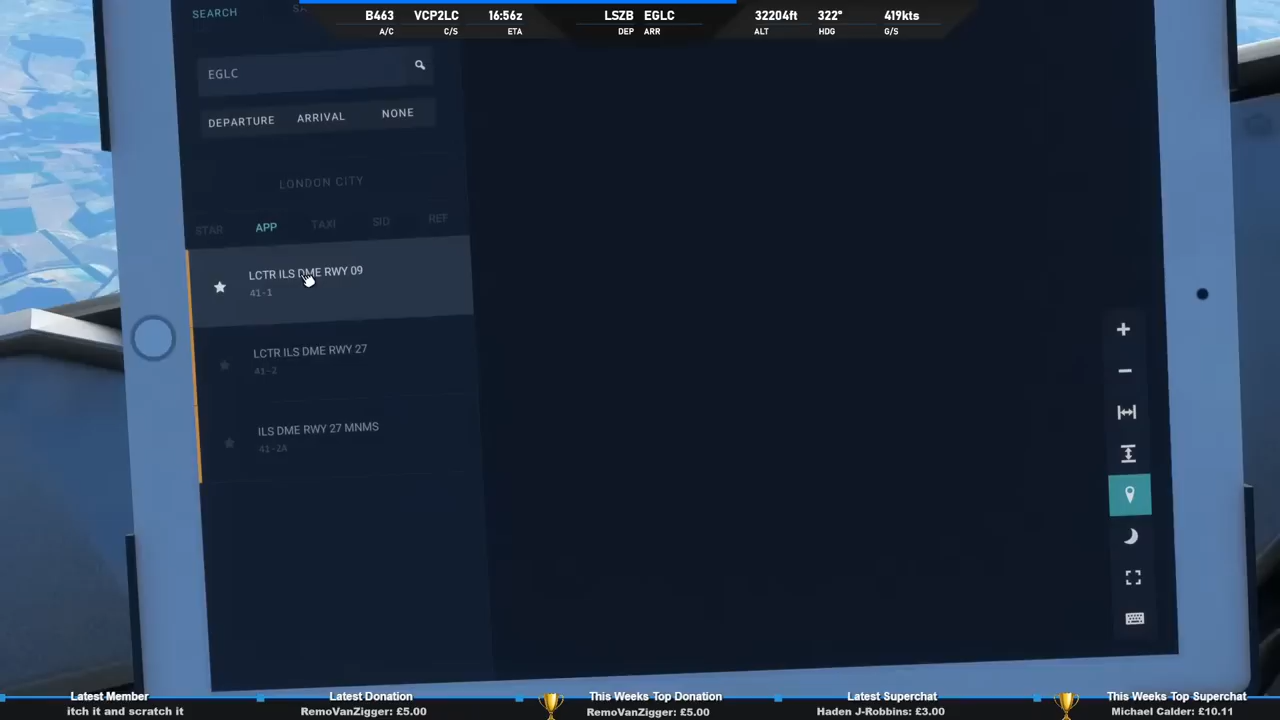 B463 VCP2LC 16:56z LSZB EGLC 32204ft 322° 419kts
A/C C/S ETA DEP ARR ALT HDG G/S
SEARCH
EGLC
DEPARTURE ARRIVAL NONE
LONDON CITY
STAR APP TAXI SID REF
LCTR ILS DME RWY 09
41-1
LCTR ILS DME RWY 27
41-2
ILS DME RWY 27 MNMS
41-2A
Latest Member Latest Donation This Weeks Top Donation Latest Superchat This Weeks Top Superchat
itch it and scratch it RemoVanZigger: £5.00 RemoVanZigger: £5.00 Haden J-Robbins: £3.00 Michael Calder: £10.11